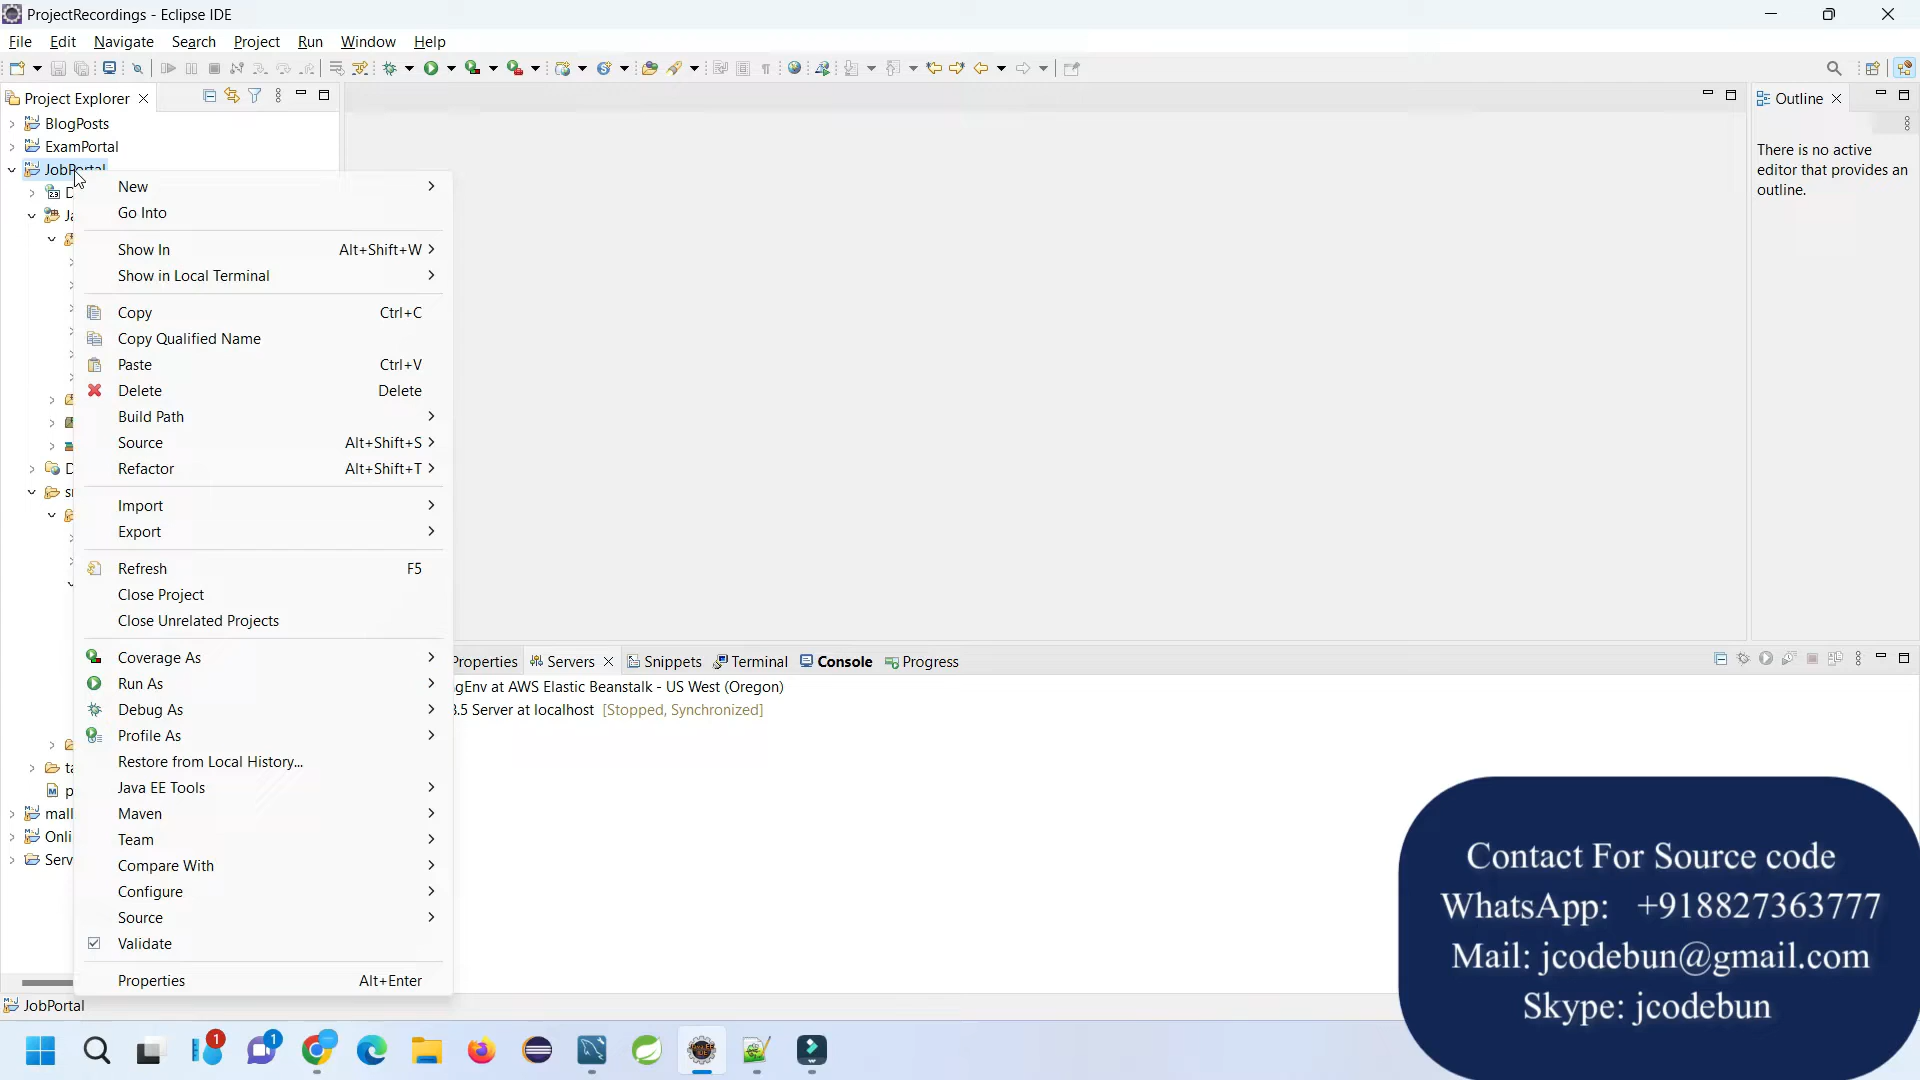 ProjectRecordings - Eclipse IDE
File Edit Navigate Search Project Run Window Help
Project Explorer
Outline
BlogPosts
ExamPortal
JobPortal
There is no active
editor that provides an
outline.
New
Go Into
Show In Alt+Shift+W
Show in Local Terminal
Copy Ctrl+C
Copy Qualified Name
Paste Ctrl+V
Delete Delete
Build Path
Source Alt+Shift+S
Refactor Alt+Shift+T
Import
Export
Refresh F5
Close Project
Close Unrelated Projects
Coverage As
Run As
Debug As
Profile As
Restore from Local History...
Java EE Tools
Maven
Team
Compare With
Configure
Source
Validate
Properties Alt+Enter
mall
Onli
Serv
Properties Servers Snippets Terminal Console Progress
gEnv at AWS Elastic Beanstalk - US West (Oregon)
.5 Server at localhost [Stopped, Synchronized]
JobPortal
Contact For Source code
WhatsApp: +918827363777
Mail: jcodebun@gmail.com
Skype: jcodebun
1
1